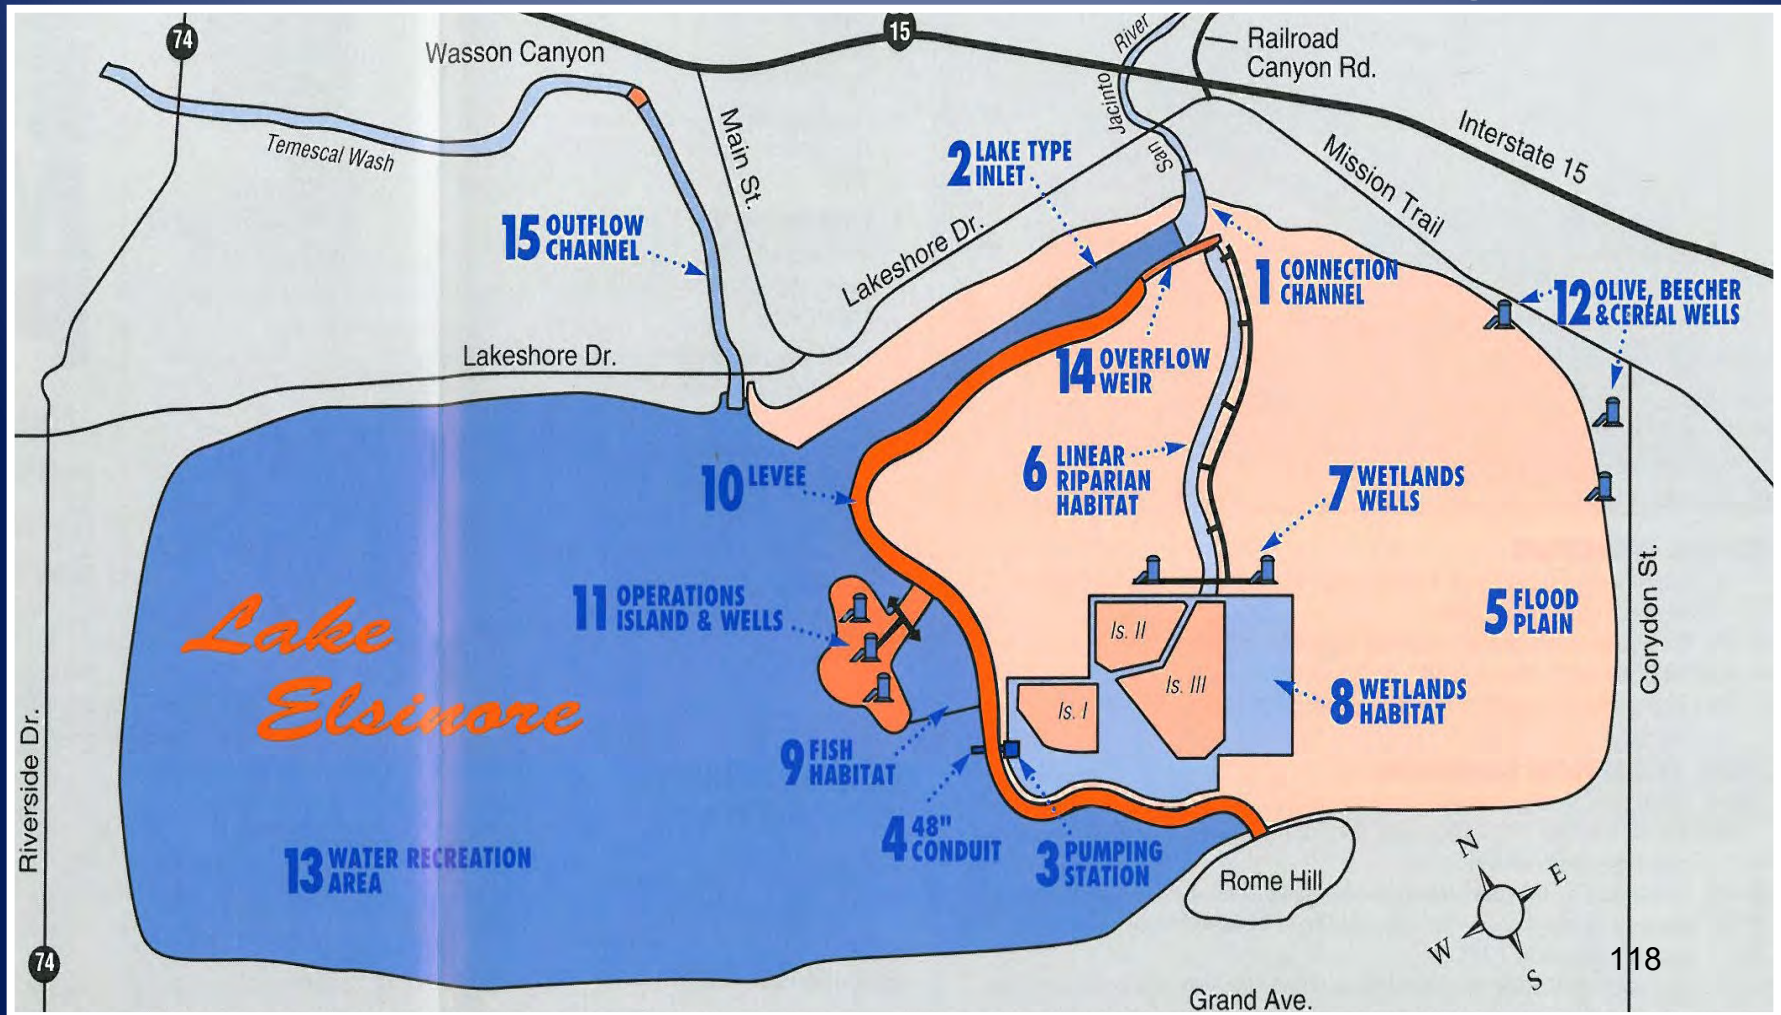 74
Wasson Canyon
15
River
Jacinto
San
Railroad
Canyon Rd.
Temescal Wash
Main St.
Interstate 15
Mission Trail
2 LAKE TYPE
INLET
15 OUTFLOW
CHANNEL
Lakeshore Dr.
1 CONNECTION
CHANNEL
12 OLIVE, BEECHER
& CEREAL WELLS
Lakeshore Dr.
14 OVERFLOW
WEIR
10 LEVEE
6 LINEAR
RIPARIAN
HABITAT
7 WETLANDS
WELLS
Corydon St.
11 OPERATIONS
ISLAND & WELLS
5 FLOOD
PLAIN
Lake
Elsinore
Is. II
Is. III
Is. I
8 WETLANDS
HABITAT
9 FISH
HABITAT
Riverside Dr.
4 48"
CONDUIT
3 PUMPING
STATION
13 WATER RECREATION
AREA
Rome Hill
N
E
W
S
74
118
Grand Ave.